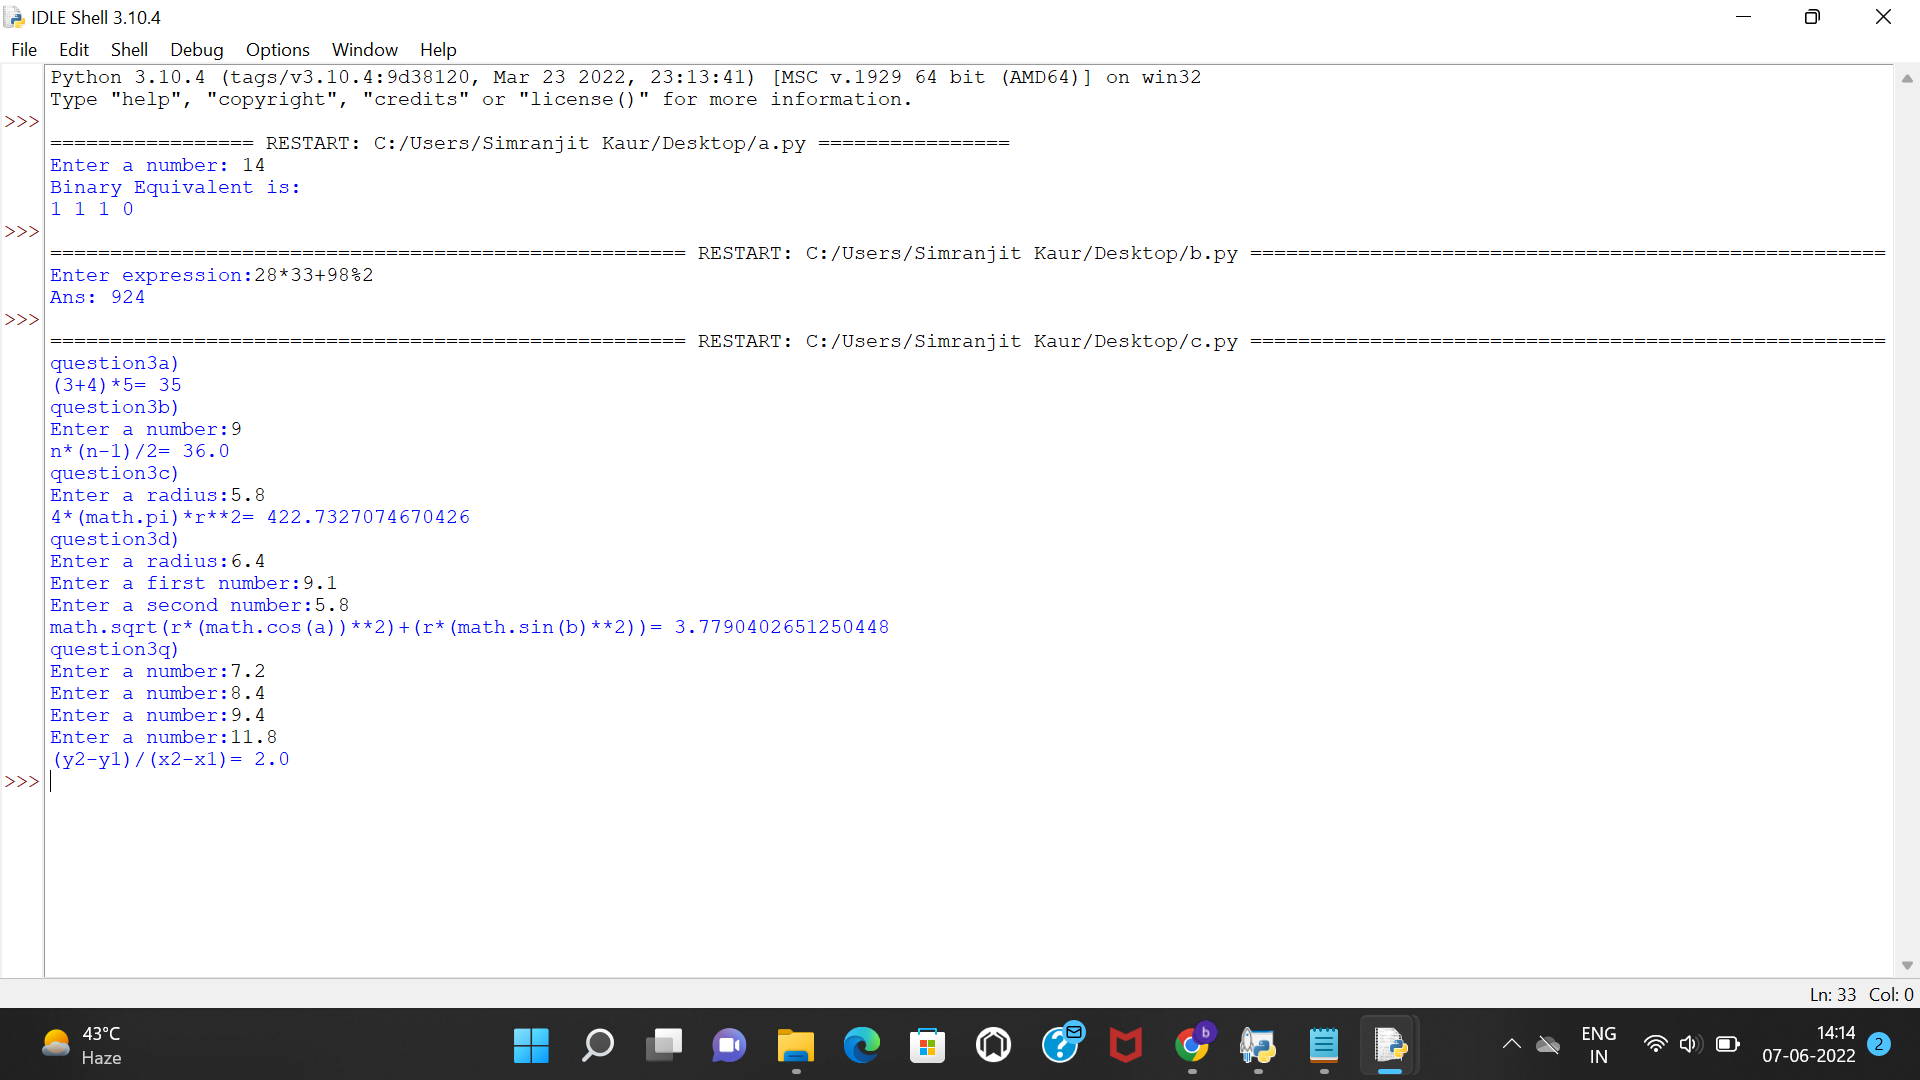 IDLE Shell 3.10.4
File Edit Shell Debug Options Window Help
Python 3.10.4 (tags/v3.10.4:9d38120, Mar 23 2022, 23:13:41) [MSC v.1929 64 bit (AMD64)] on win32
Type "help", "copyright", "credits" or "license()" for more information.
>>>
================= RESTART: C:/Users/Simranjit Kaur/Desktop/a.py ================
Enter a number: 14
Binary Equivalent is:
1 1 1 0
>>>
===================================================== RESTART: C:/Users/Simranjit Kaur/Desktop/b.py =====================================================
Enter expression:28*33+98%2
Ans: 924
>>>
===================================================== RESTART: C:/Users/Simranjit Kaur/Desktop/c.py =====================================================
question3a)
(3+4)*5= 35
question3b)
Enter a number:9
n*(n-1)/2= 36.0
question3c)
Enter a radius:5.8
4*(math.pi)*r**2= 422.7327074670426
question3d)
Enter a radius:6.4
Enter a first number:9.1
Enter a second number:5.8
math.sqrt(r*(math.cos(a))**2)+(r*(math.sin(b)**2))= 3.7790402651250448
question3q)
Enter a number:7.2
Enter a number:8.4
Enter a number:9.4
Enter a number:11.8
(y2-y1)/(x2-x1)= 2.0
>>>
Ln: 33 Col: 0
43°C
Haze
b
ENG
IN
14:14
07-06-2022
2